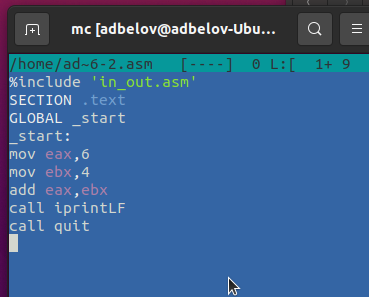 mc [adbelov@adbelov-Ubu...
/home/ad~6-2.asm [----] 0 L:[ 1+ 9
%include 'in_out.asm'
SECTION .text
GLOBAL _start
_start:
mov eax,6
mov ebx,4
add eax,ebx
call iprintLF
call quit